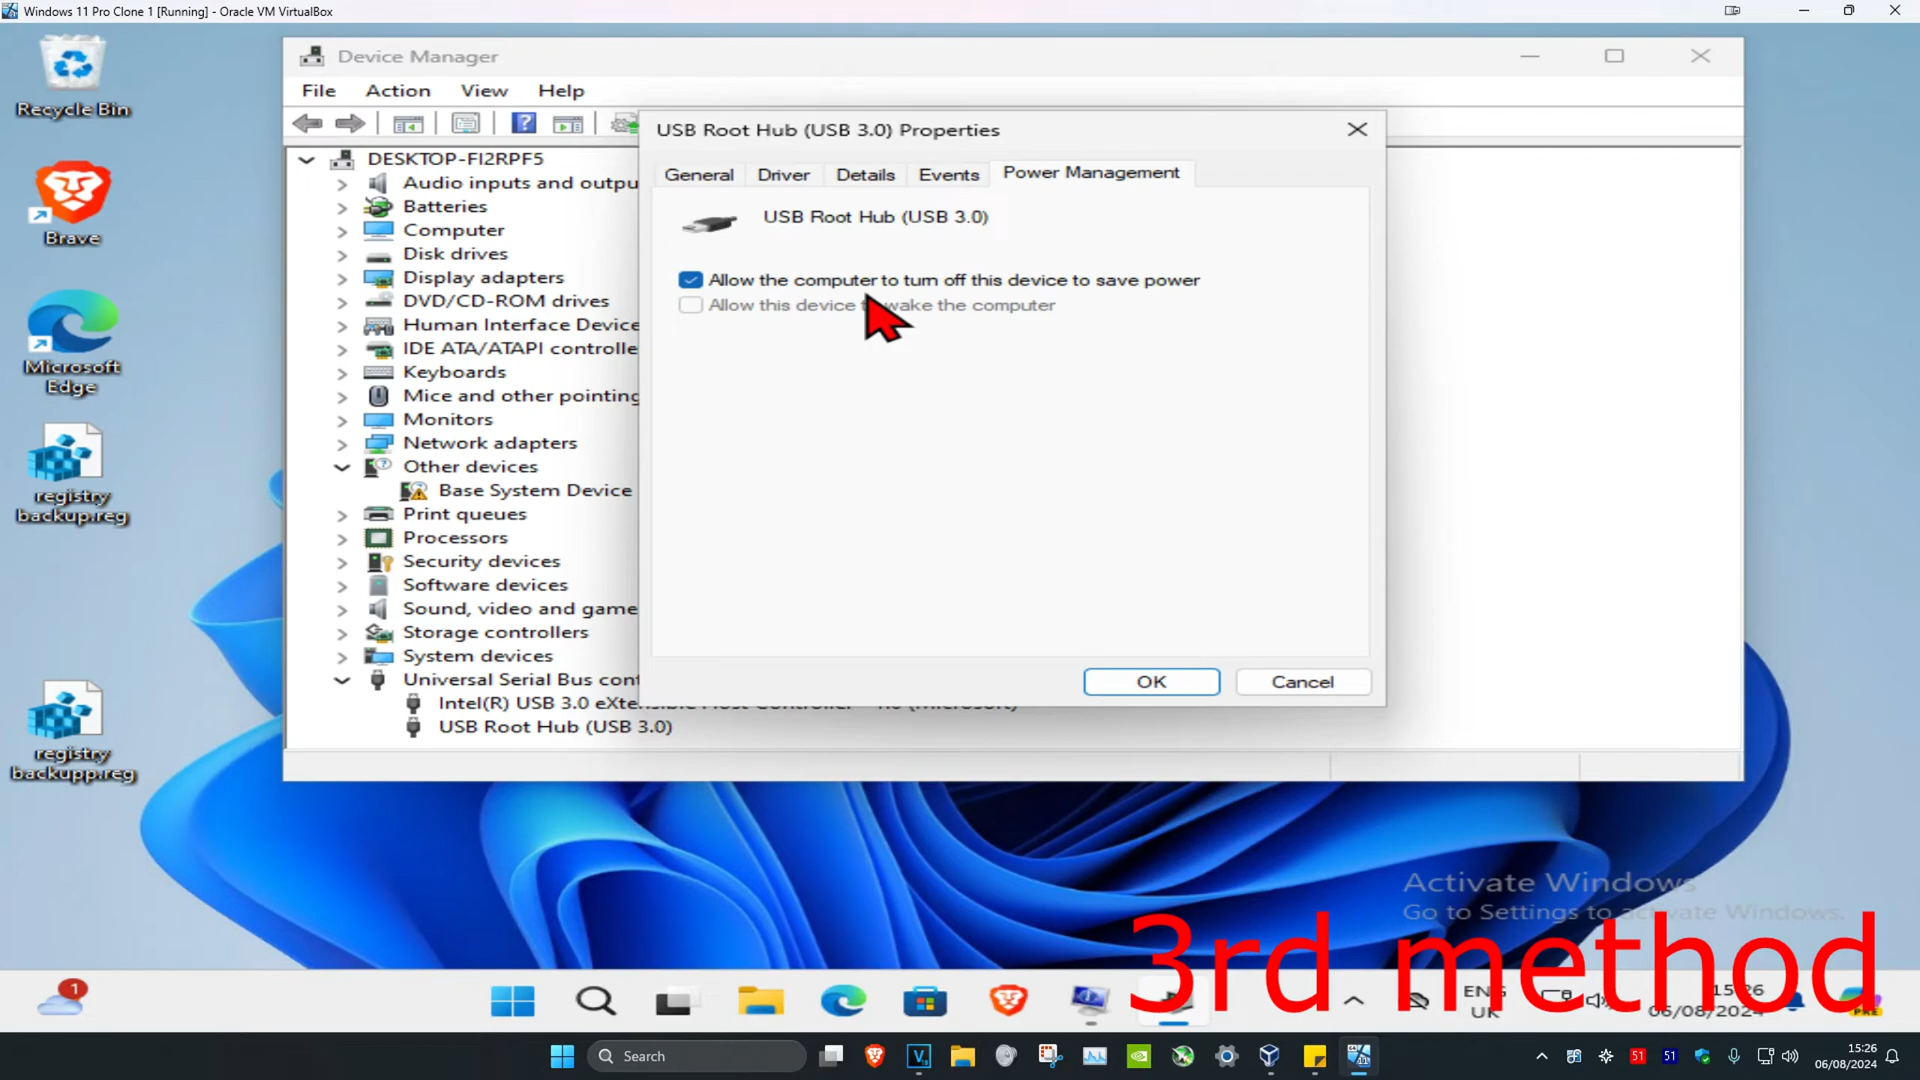 Windows 11 Pro Clone 1 [Running] - Oracle VM VirtualBox
Recycle Bin
Brave
Microsoft
Edge
registry
backup.reg
registry
backupp.reg
Device Manager
File Action View Help
DESKTOP-FI2RPF5
Audio inputs and outpu
Batteries
Computer
Disk drives
Display adapters
DVD/CD-ROM drives
Human Interface Device
IDE ATA/ATAPI controlle
Keyboards
Mice and other pointing
Monitors
Network adapters
Other devices
Base System Device
Print queues
Processors
Security devices
Software devices
Sound, video and game
Storage controllers
System devices
Universal Serial Bus con
Intel(R) USB 3.0 eXtensible Host Controller
USB Root Hub (USB 3.0)
USB Root Hub (USB 3.0) Properties
General Driver Details Events Power Management
USB Root Hub (USB 3.0)
Allow the computer to turn off this device to save power
Allow this device wake the computer
OK Cancel
Activate Windows
Go to Settings to activate Windows.
3rd method
1
ENG
UK
15:26
06/08/2024
PRE
Search
51 51
15:26
06/08/2024